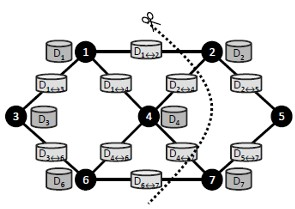 D₁ 1 D₁↔₂ 2 D₂
D₁↔₃ D₁↔₄ D₂↔₄ D₂↔₅
3 D₃ 4 D₄ 5
D₃↔₆ D₄↔₆ D₄↔₇ D₅↔₇
D₆ 6 D₆↔₇ 7 D₇